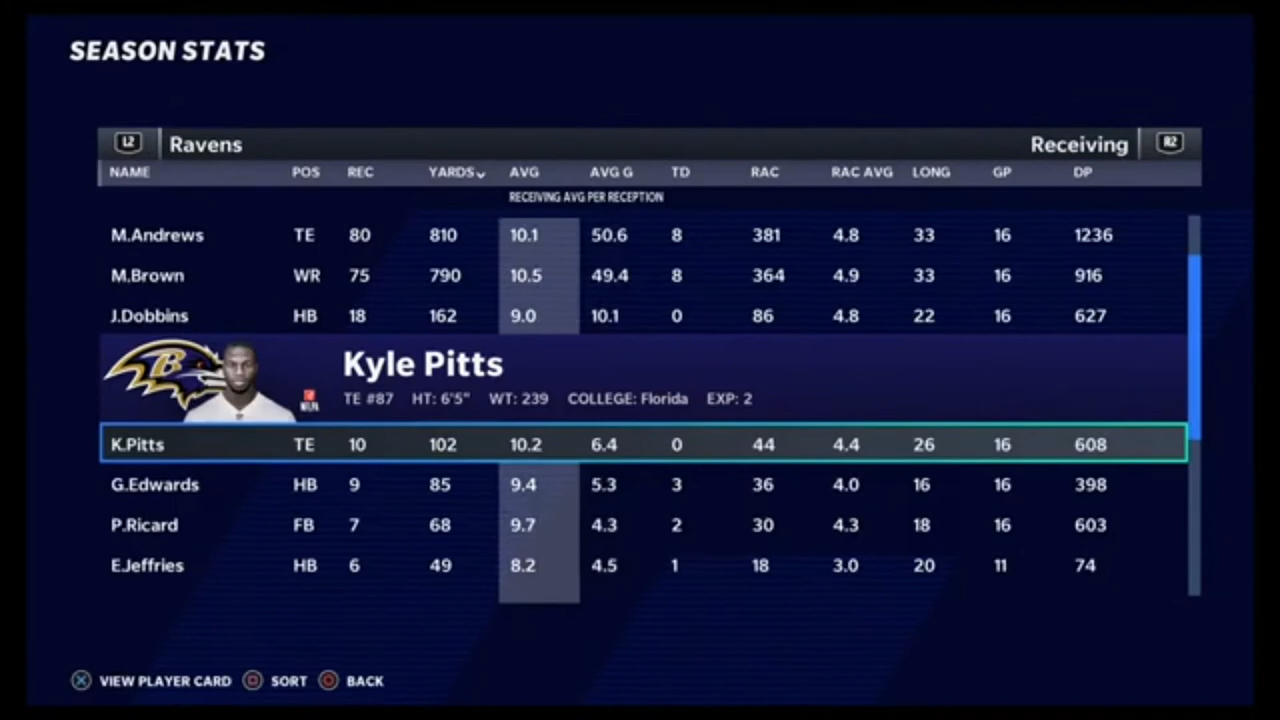 SEASON STATS
L2 Ravens Receiving R2
NAME POS REC YARDS AVG AVG G TD RAC RAC AVG LONG GP DP
RECEIVING AVG PER RECEPTION
M.Andrews TE 80 810 10.1 50.6 8 381 4.8 33 16 1236
M.Brown WR 75 790 10.5 49.4 8 364 4.9 33 16 916
J.Dobbins HB 18 162 9.0 10.1 0 86 4.8 22 16 627
B
Kyle Pitts
NFLPA TE #87 HT: 6'5" WT: 239 COLLEGE: Florida EXP: 2
K.Pitts TE 10 102 10.2 6.4 0 44 4.4 26 16 608
G.Edwards HB 9 85 9.4 5.3 3 36 4.0 16 16 398
P.Ricard FB 7 68 9.7 4.3 2 30 4.3 18 16 603
E.Jeffries HB 6 49 8.2 4.5 1 18 3.0 20 11 74
VIEW PLAYER CARD SORT BACK